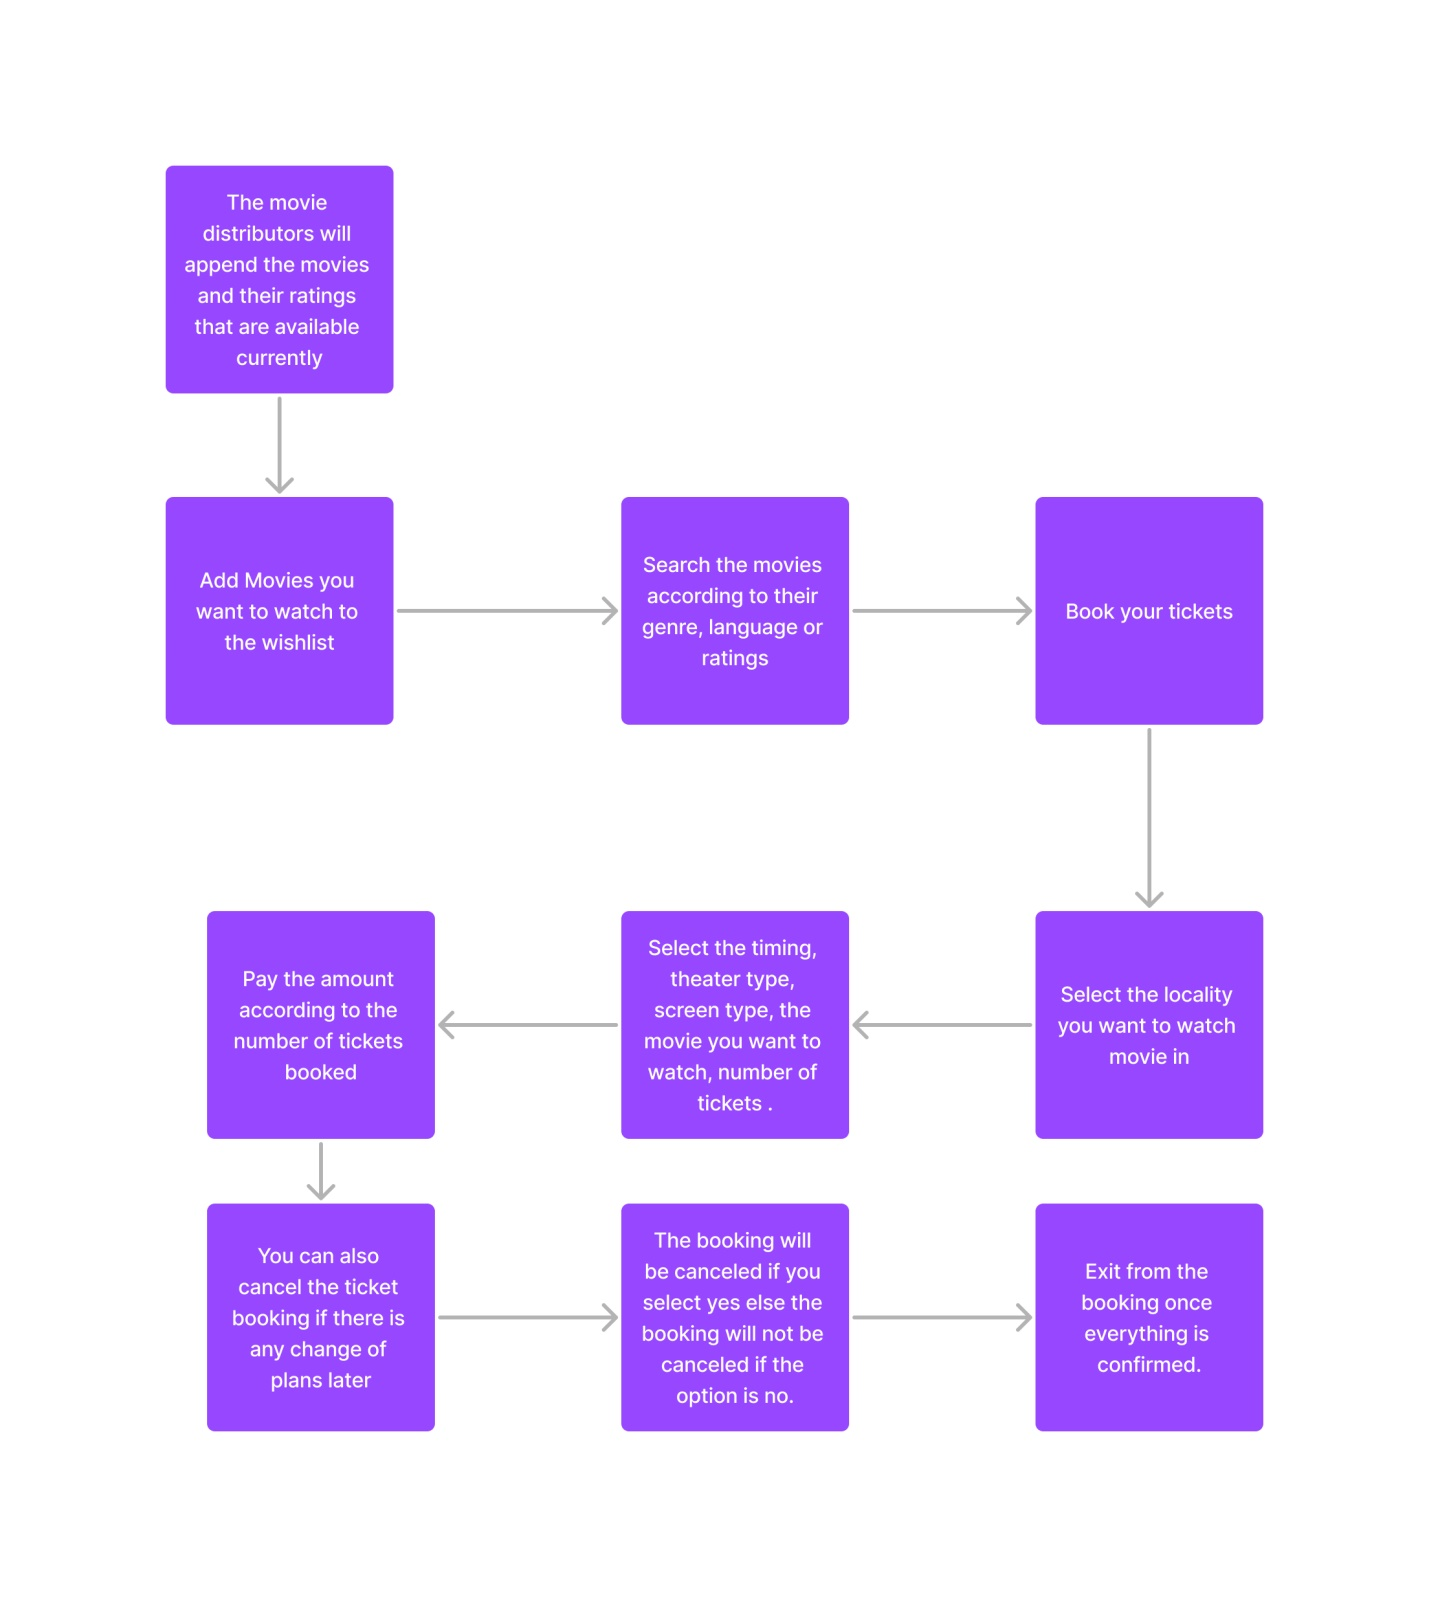 The movie
distributors will
append the movies
and their ratings
that are available
currently
Add Movies you
want to watch to
the wishlist
Search the movies
according to their
genre, language or
ratings
Book your tickets
Select the locality
you want to watch
movie in
Select the timing,
theater type,
screen type, the
movie you want to
watch, number of
tickets .
Pay the amount
according to the
number of tickets
booked
You can also
cancel the ticket
booking if there is
any change of
plans later
The booking will
be canceled if you
select yes else the
booking will not be
canceled if the
option is no.
Exit from the
booking once
everything is
confirmed.